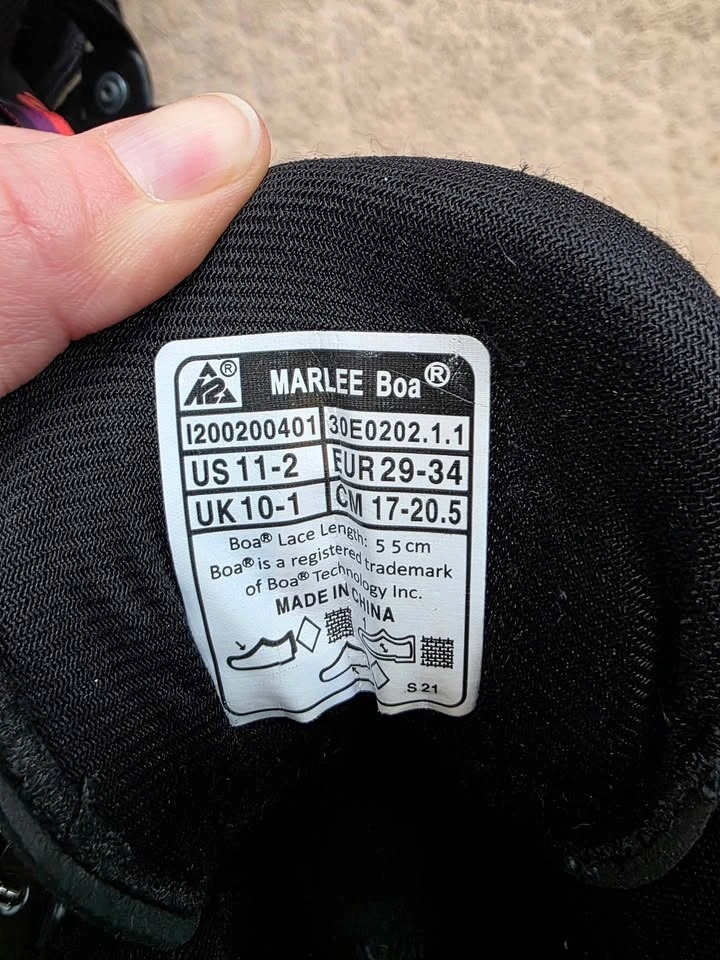 K2® MARLEE Boa®
I200200401 30E0202.1.1
US 11-2 EUR 29-34
UK 10-1 CM 17-20.5
Boa® Lace Length: 55cm
Boa® is a registered trademark
of Boa® Technology Inc.
MADE IN CHINA
S 21